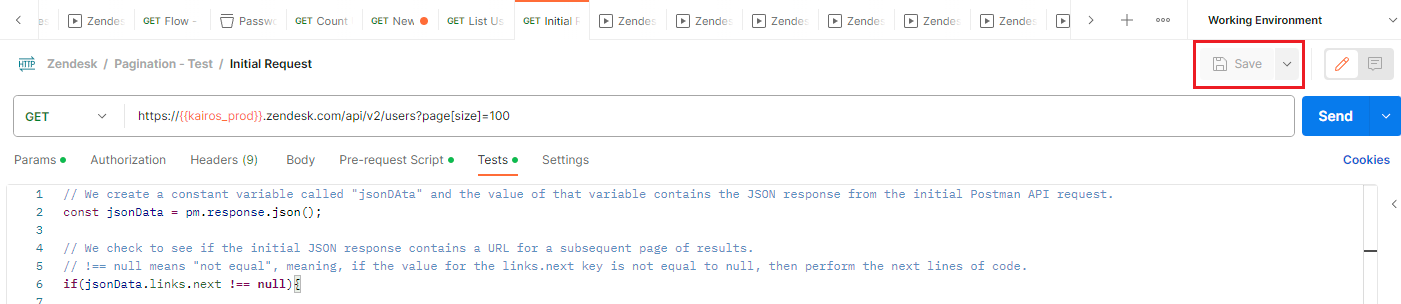 Zendes GET Flow - Passwo GET Count GET New GET List Us GET Initial F Zendes Zendes Zendes Zendes Zendes Zendes Working Environment
HTTP Zendesk / Pagination - Test / Initial Request Save
GET https://{{kairos_prod}}.zendesk.com/api/v2/users?page[size]=100 Send
Params Authorization Headers (9) Body Pre-request Script Tests Settings Cookies
1 // We create a constant variable called "jsonDAta" and the value of that variable contains the JSON response from the initial Postman API request.
2 const jsonData = pm.response.json();
3
4 // We check to see if the initial JSON response contains a URL for a subsequent page of results.
5 // !== null means "not equal", meaning, if the value for the links.next key is not equal to null, then perform the next lines of code.
6 if(jsonData.links.next !== null){
7